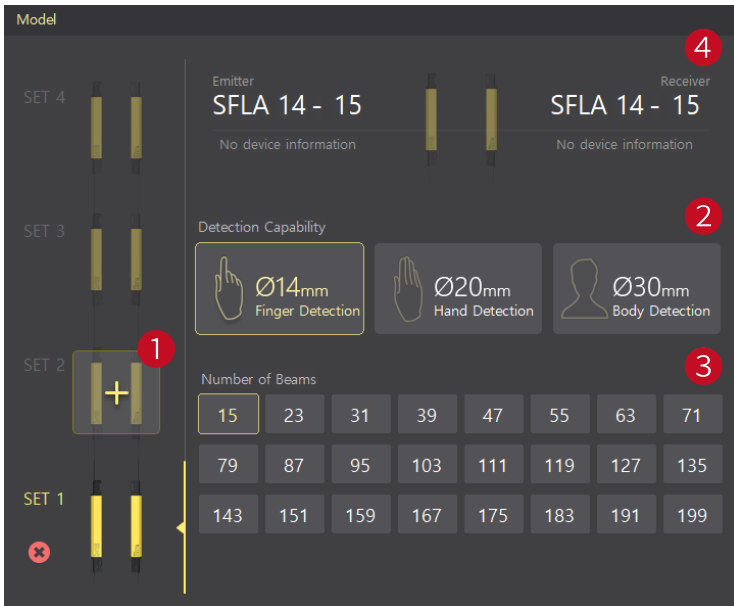 Model
4
Emitter
Receiver
SET 4
SFLA 14 - 15
SFLA 14 - 15
No device information
No device information
2
SET 3
Detection Capability
Ø14mm
Finger Detection
Ø20mm
Hand Detection
Ø30mm
Body Detection
1
SET 2
+
3
Number of Beams
15 23 31 39 47 55 63 71
79 87 95 103 111 119 127 135
SET 1
143 151 159 167 175 183 191 199